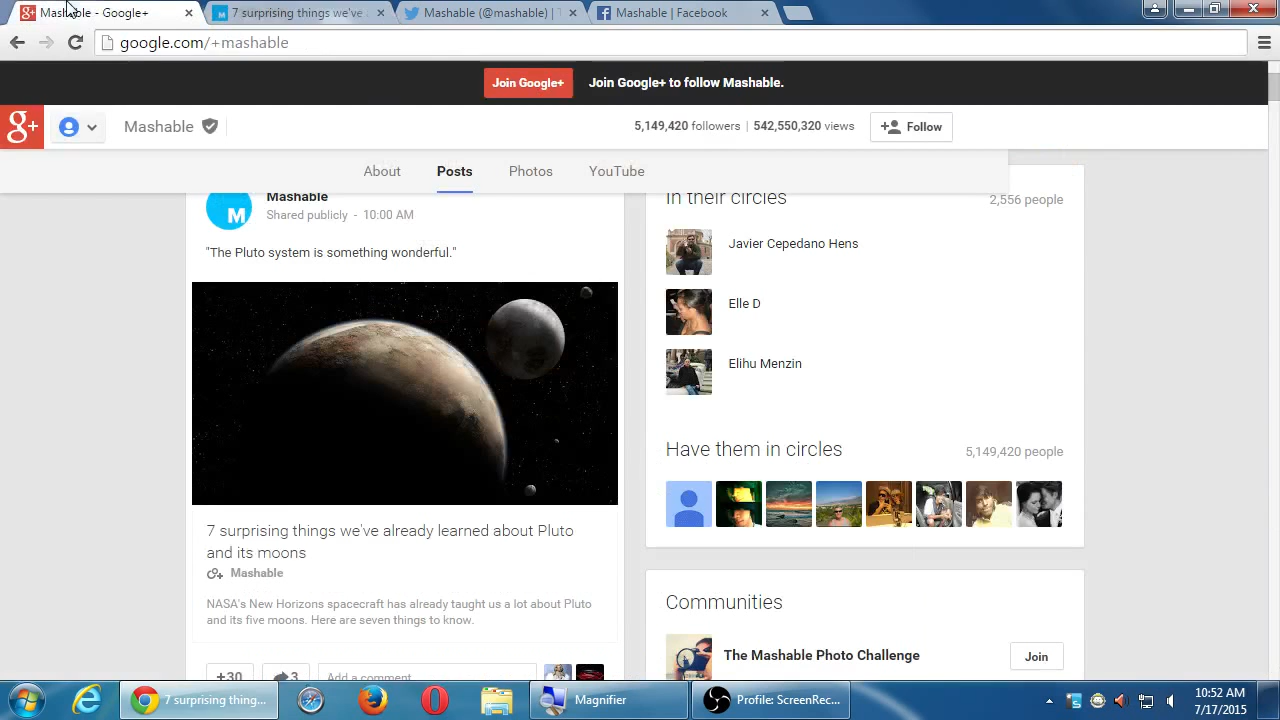 Mashable - Google+
7 surprising things we've
Mashable (@mashable) | T
Mashable | Facebook
google.com/+mashable
Join Google+
Join Google+ to follow Mashable.
g+
Mashable
5,149,420 followers | 542,550,320 views
Follow
About
Posts
Photos
YouTube
M
Mashable
Shared publicly - 10:00 AM
"The Pluto system is something wonderful."
7 surprising things we've already learned about Pluto
and its moons
Mashable
NASA's New Horizons spacecraft has already taught us a lot about Pluto
and its five moons. Here are seven things to know.
+30
3
Add a comment
In their circles
2,556 people
Javier Cepedano Hens
Elle D
Elihu Menzin
Have them in circles
5,149,420 people
Communities
The Mashable Photo Challenge
Join
7 surprising thing...
Magnifier
Profile: ScreenRec...
10:52 AM
7/17/2015